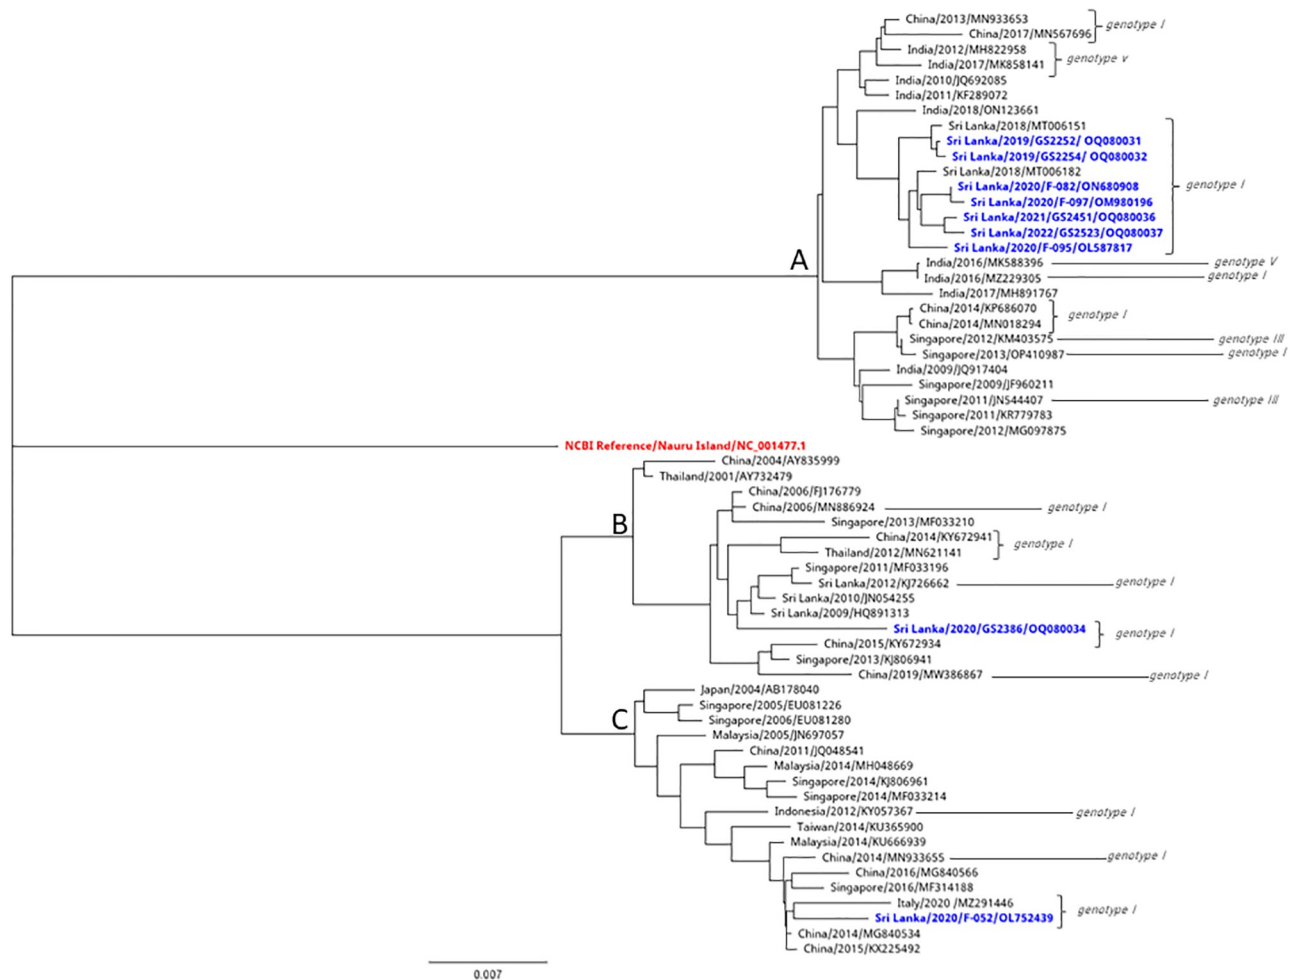 China/2013/MN933653
genotype I
China/2017/MN567696
India/2012/MH822958
genotype v
India/2017/MK858141
India/2010/JQ692085
India/2011/KF289072
India/2018/ON123661
Sri Lanka/2018/MT006151
Sri Lanka/2019/GS2252/ OQ080031
Sri Lanka/2019/GS2254/ OQ080032
Sri Lanka/2018/MT006182
genotype I
Sri Lanka/2020/F-082/ON680908
Sri Lanka/2020/F-097/OM980196
Sri Lanka/2021/GS2451/OQ080036
Sri Lanka/2022/GS2523/OQ080037
Sri Lanka/2020/F-095/OL587817
A
India/2016/MK588396 genotype V
India/2016/MZ229305 genotype I
India/2017/MH891767
China/2014/KP686070
genotype I
China/2014/MN018294
Singapore/2012/KM403575 genotype III
Singapore/2013/OP410987 genotype I
India/2009/JQ917404
Singapore/2009/JF960211
Singapore/2011/JN544407 genotype III
Singapore/2011/KR779783
Singapore/2012/MG097875
NCBI Reference/Nauru Island/NC_001477.1
China/2004/AY835999
Thailand/2001/AY732479
China/2006/FJ176779
China/2006/MN886924 genotype I
Singapore/2013/MF033210
B
China/2014/KY672941
genotype I
Thailand/2012/MN621141
Singapore/2011/MF033196
Sri Lanka/2012/KJ726662 genotype I
Sri Lanka/2010/JN054255
Sri Lanka/2009/HQ891313
Sri Lanka/2020/GS2386/OQ080034 genotype I
China/2015/KY672934
Singapore/2013/KJ806941
China/2019/MW386867 genotype I
Japan/2004/AB178040
Singapore/2005/EU081226
C
Singapore/2006/EU081280
Malaysia/2005/JN697057
China/2011/JQ048541
Malaysia/2014/MH048669
Singapore/2014/KJ806961
Singapore/2014/MF033214
Indonesia/2012/KY057367 genotype I
Taiwan/2014/KU365900
Malaysia/2014/KU666939
China/2014/MN933655 genotype I
China/2016/MG840566
Singapore/2016/MF314188
Italy/2020 /MZ291446
genotype I
Sri Lanka/2020/F-052/OL752439
China/2014/MG840534
China/2015/KX225492
0.007